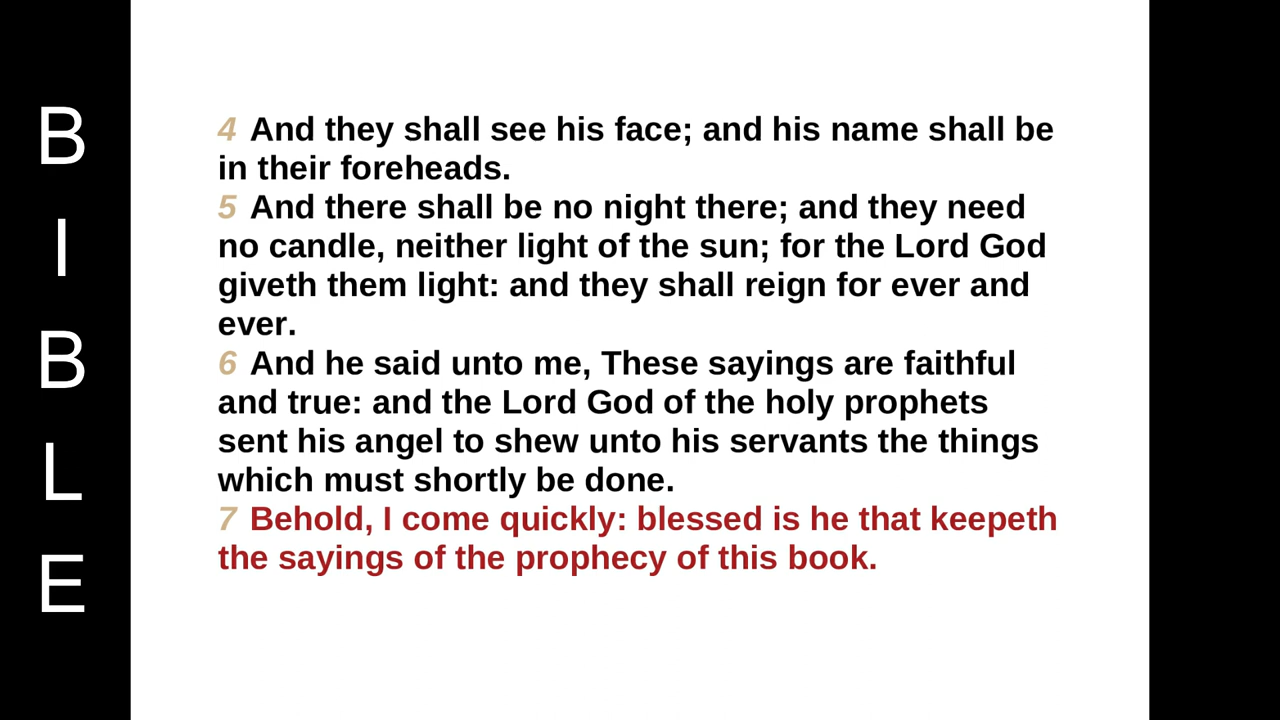 BIBLE
4 And they shall see his face; and his name shall be
in their foreheads.
5 And there shall be no night there; and they need
no candle, neither light of the sun; for the Lord God
giveth them light: and they shall reign for ever and
ever.
6 And he said unto me, These sayings are faithful
and true: and the Lord God of the holy prophets
sent his angel to shew unto his servants the things
which must shortly be done.
7 Behold, I come quickly: blessed is he that keepeth
the sayings of the prophecy of this book.